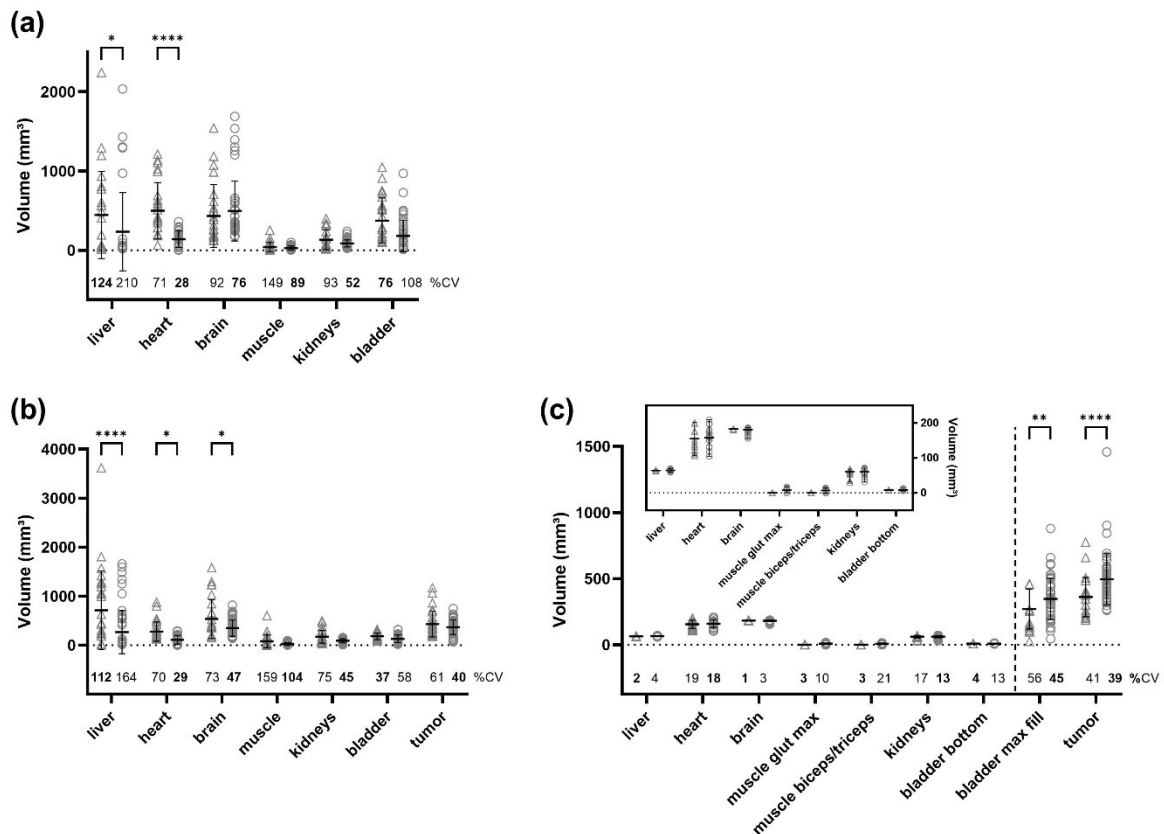 (a)
* ****
2000
1000
0
Volume (mm³)
124 210 71 28 92 76 149 89 93 52 76 108 %CV
liver heart brain muscle kidneys bladder
(b)
**** * *
4000
3000
2000
1000
0
Volume (mm³)
112 164 70 29 73 47 159 104 75 45 37 58 61 40 %CV
liver heart brain muscle kidneys bladder tumor
(c)
200
100
0
Volume (mm³)
liver heart brain muscle glut max muscle biceps/triceps kidneys bladder bottom
** ****
1500
1000
500
0
Volume (mm³)
2 4 19 18 1 3 3 10 3 21 17 13 4 13 56 45 41 39 %CV
liver heart brain muscle glut max muscle biceps/triceps kidneys bladder bottom bladder max fill tumor